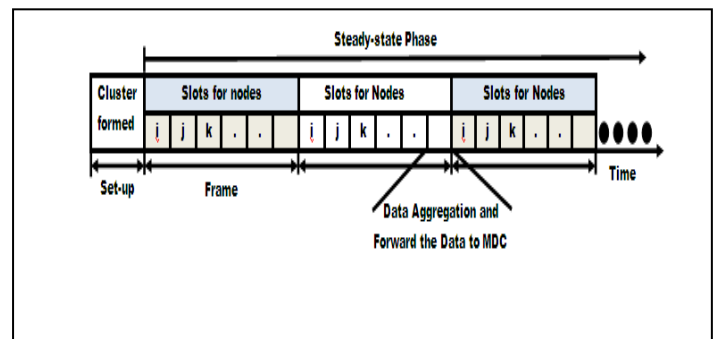 Steady-state Phase
Cluster formed
Slots for nodes
Slots for Nodes
Slots for Nodes
i j k . .
i j k . .
i j k . .
Set-up
Frame
Time
Data Aggregation and
Forward the Data to MDC